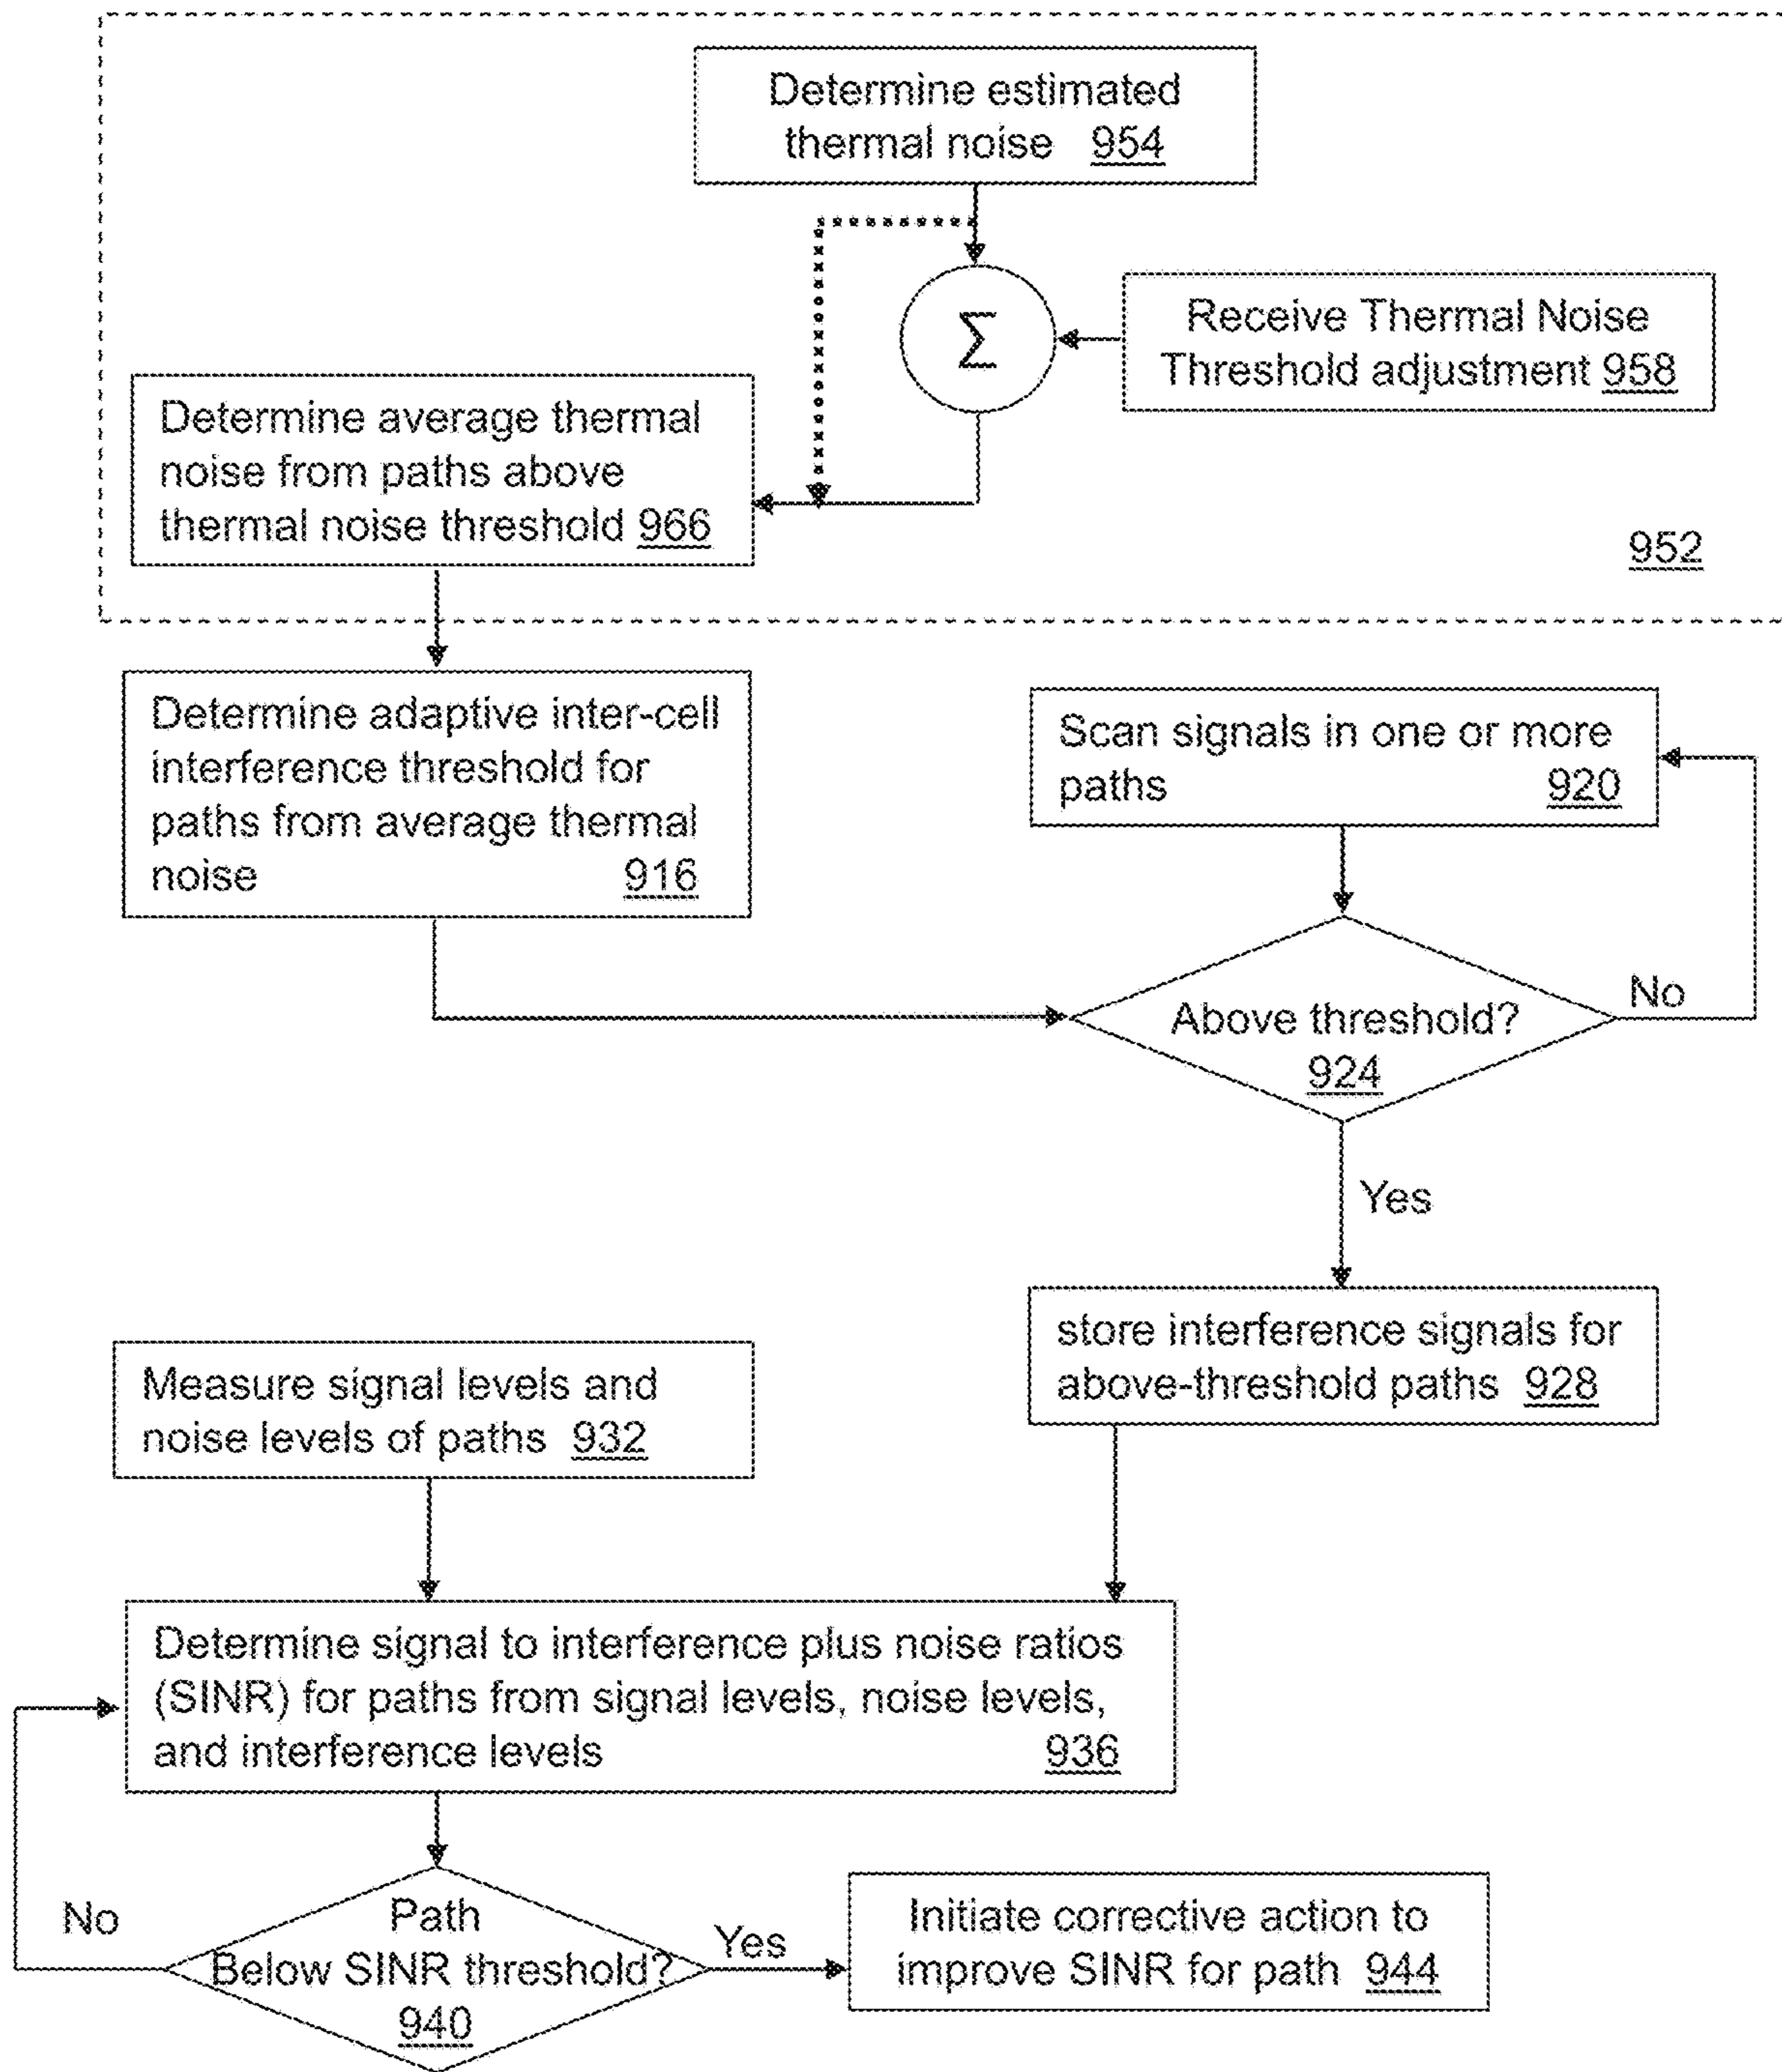 Determine estimated
thermal noise 954
Σ
Receive Thermal Noise
Threshold adjustment 958
Determine average thermal
noise from paths above
thermal noise threshold 966
952
Determine adaptive inter-cell
interference threshold for
paths from average thermal
noise 916
Scan signals in one or more
paths 920
Above threshold?
924
No
Yes
store interference signals for
above-threshold paths 928
Measure signal levels and
noise levels of paths 932
Determine signal to interference plus noise ratios
(SINR) for paths from signal levels, noise levels,
and interference levels 936
No
Path
Below SINR threshold?
940
Yes
Initiate corrective action to
improve SINR for path 944